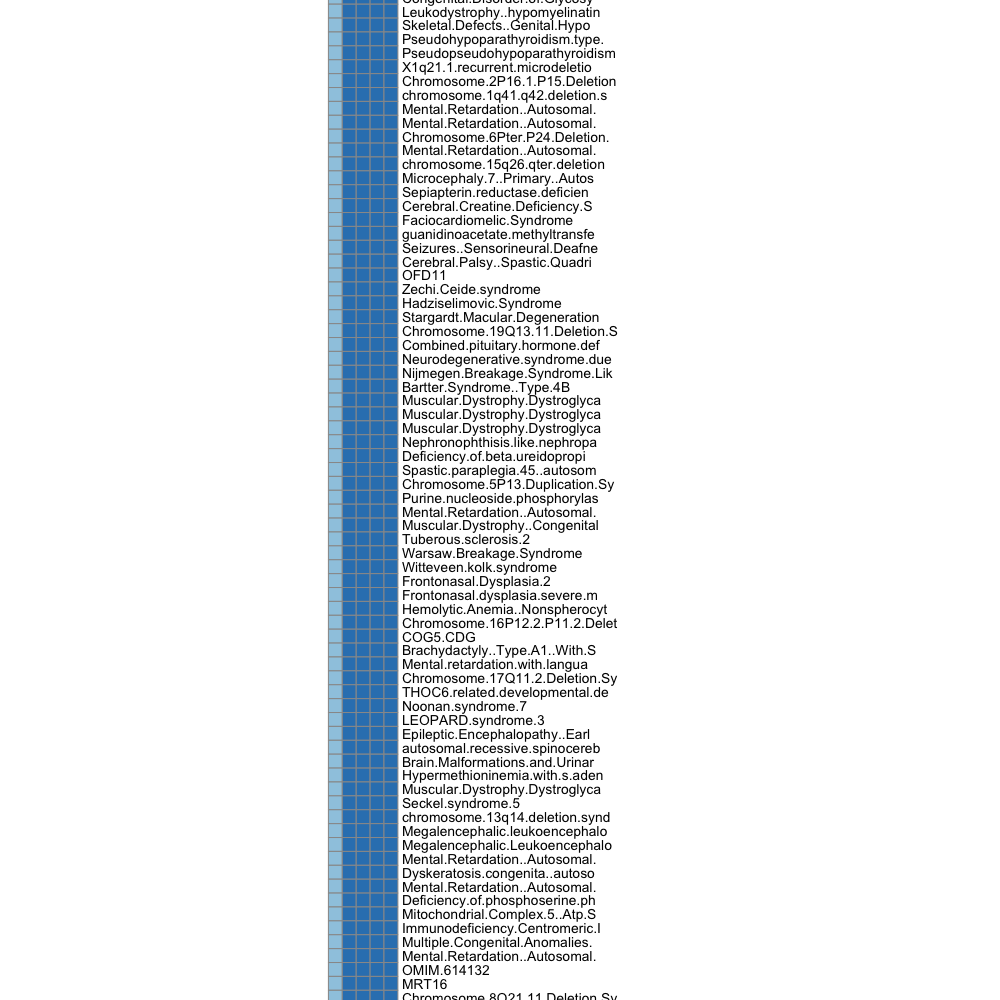 Congenital.Disorder.of.Glycosy
Leukodystrophy..hypomyelinatin
Skeletal.Defects..Genital.Hypo
Pseudohypoparathyroidism.type.
Pseudopseudohypoparathyroidism
X1q21.1.recurrent.microdeletio
Chromosome.2P16.1.P15.Deletion
chromosome.1q41.q42.deletion.s
Mental.Retardation..Autosomal.
Mental.Retardation..Autosomal.
Chromosome.6Pter.P24.Deletion.
Mental.Retardation..Autosomal.
chromosome.15q26.qter.deletion
Microcephaly.7..Primary..Autos
Sepiapterin.reductase.deficien
Cerebral.Creatine.Deficiency.S
Faciocardiomelic.Syndrome
guanidinoacetate.methyltransfe
Seizures..Sensorineural.Deafne
Cerebral.Palsy..Spastic.Quadri
OFD11
Zechi.Ceide.syndrome
Hadziselimovic.Syndrome
Stargardt.Macular.Degeneration
Chromosome.19Q13.11.Deletion.S
Combined.pituitary.hormone.def
Neurodegenerative.syndrome.due
Nijmegen.Breakage.Syndrome.Lik
Bartter.Syndrome..Type.4B
Muscular.Dystrophy.Dystroglyca
Muscular.Dystrophy.Dystroglyca
Muscular.Dystrophy.Dystroglyca
Nephronophthisis.like.nephropa
Deficiency.of.beta.ureidopropi
Spastic.paraplegia.45..autosom
Chromosome.5P13.Duplication.Sy
Purine.nucleoside.phosphorylas
Mental.Retardation..Autosomal.
Muscular.Dystrophy..Congenital
Tuberous.sclerosis.2
Warsaw.Breakage.Syndrome
Witteveen.kolk.syndrome
Frontonasal.Dysplasia.2
Frontonasal.dysplasia.severe.m
Hemolytic.Anemia..Nonspherocyt
Chromosome.16P12.2.P11.2.Delet
COG5.CDG
Brachydactyly..Type.A1..With.S
Mental.retardation.with.langua
Chromosome.17Q11.2.Deletion.Sy
THOC6.related.developmental.de
Noonan.syndrome.7
LEOPARD.syndrome.3
Epileptic.Encephalopathy..Earl
autosomal.recessive.spinocereb
Brain.Malformations.and.Urinar
Hypermethioninemia.with.s.aden
Muscular.Dystrophy.Dystroglyca
Seckel.syndrome.5
chromosome.13q14.deletion.synd
Megalencephalic.leukoencephalo
Megalencephalic.Leukoencephalo
Mental.Retardation..Autosomal.
Dyskeratosis.congenita..autoso
Mental.Retardation..Autosomal.
Deficiency.of.phosphoserine.ph
Mitochondrial.Complex.5..Atp.S
Immunodeficiency.Centromeric.I
Multiple.Congenital.Anomalies.
Mental.Retardation..Autosomal.
OMIM.614132
MRT16
Chromosome.8Q21.11.Deletion.Sy